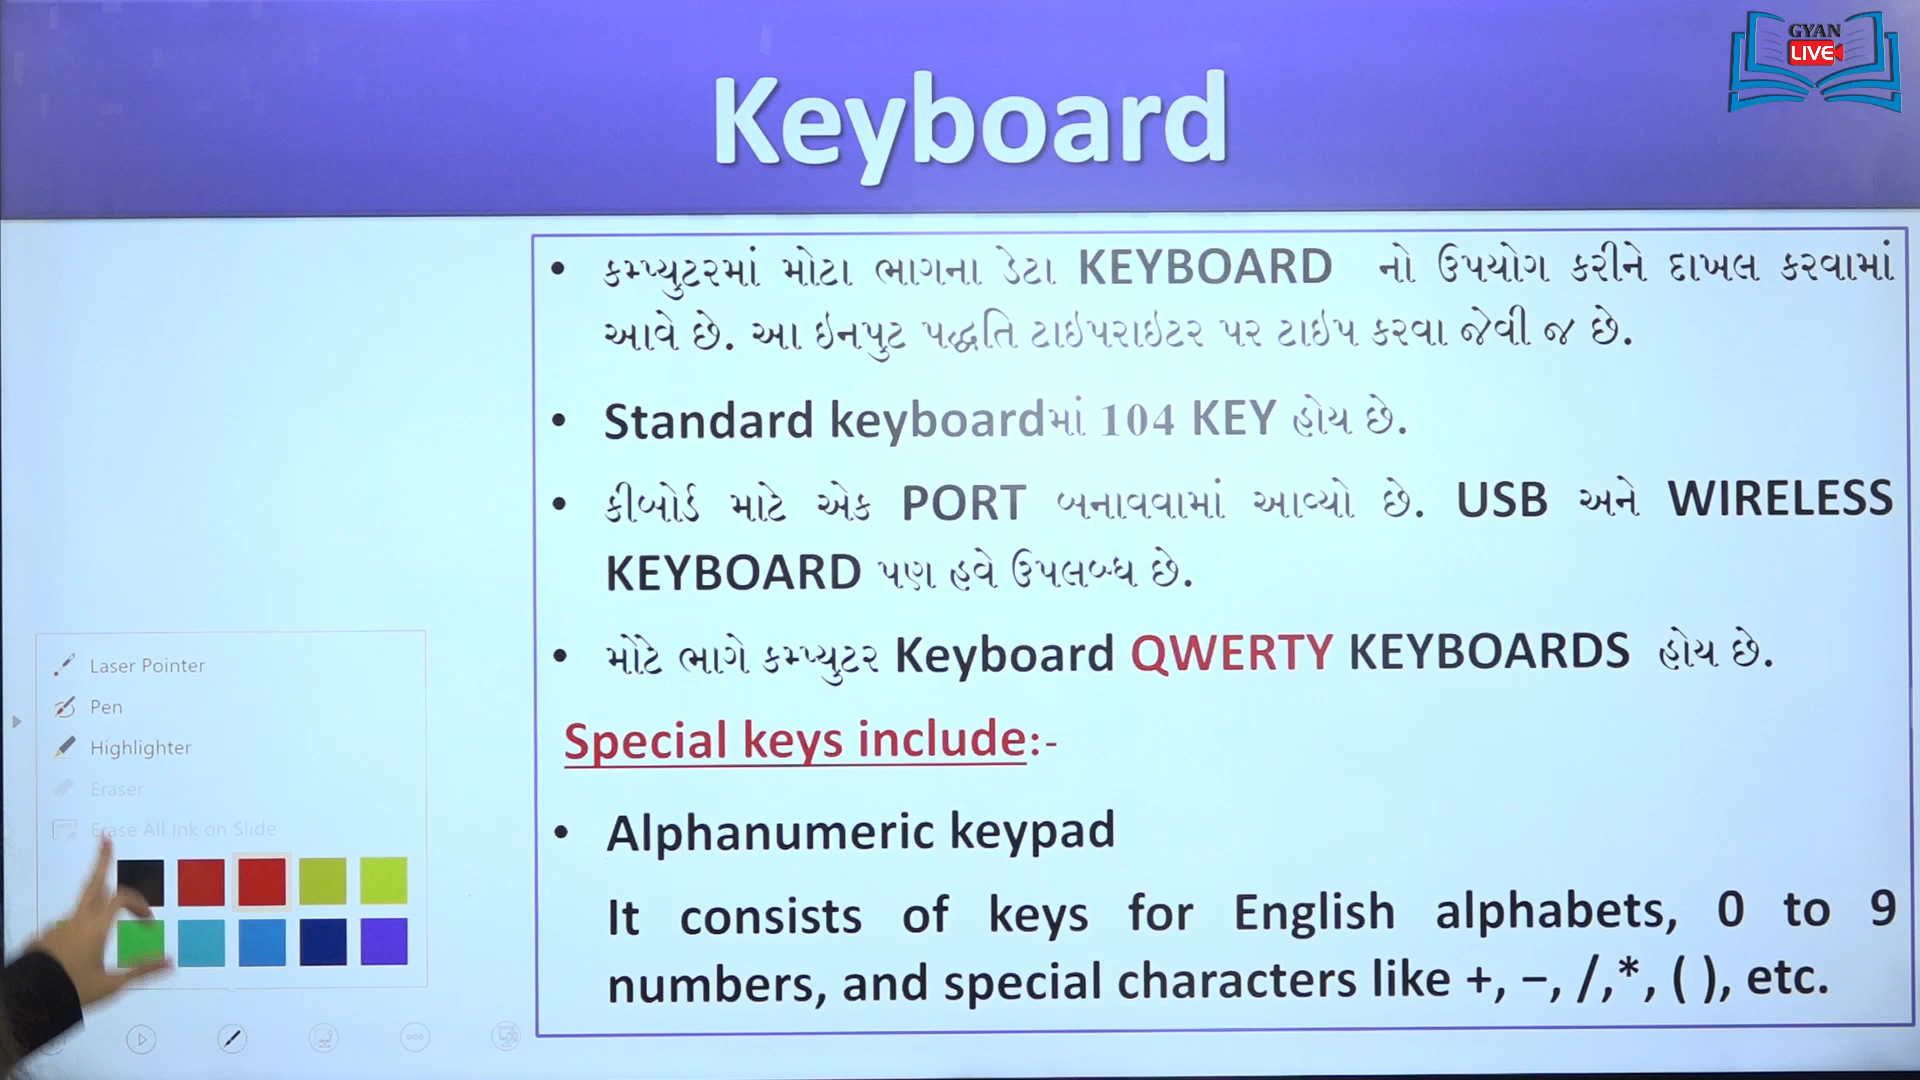 GYAN
LIVE
Keyboard
• કમ્પ્યુટરમાં મોટા ભાગના ડેટા KEYBOARD નો ઉપયોગ કરીને દાખલ કરવામાં
આવે છે. આ ઇનપુટ પદ્ધતિ ટાઇપરાઇટર પર ટાઇપ કરવા જેવી જ છે.
• Standard keyboardમાં 104 KEY હોય છે.
• કીબોર્ડ માટે એક PORT બનાવવામાં આવ્યો છે. USB અને WIRELESS
KEYBOARD પણ હવે ઉપલબ્ધ છે.
• મોટે ભાગે કમ્પ્યુટર Keyboard QWERTY KEYBOARDS હોય છે.
Special keys include:-
• Alphanumeric keypad
It consists of keys for English alphabets, 0 to 9
numbers, and special characters like +, −, /,*, ( ), etc.
Laser Pointer
Pen
Highlighter
Eraser
Erase All Ink on Slide